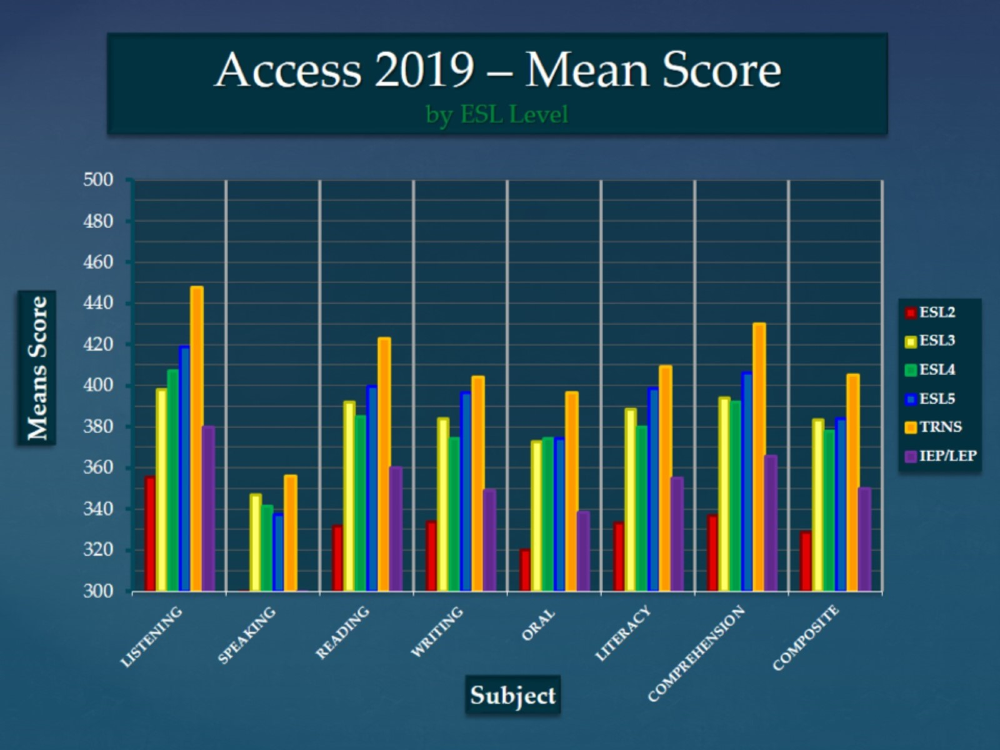 Access 2019 – Mean Score
by ESL Level
500
480
460
440
420
400
380
360
340
320
300
Means Score
LISTENING
SPEAKING
READING
WRITING
ORAL
LITERACY
COMPREHENSION
COMPOSITE
Subject
ESL2
ESL3
ESL4
ESL5
TRNS
IEP/LEP